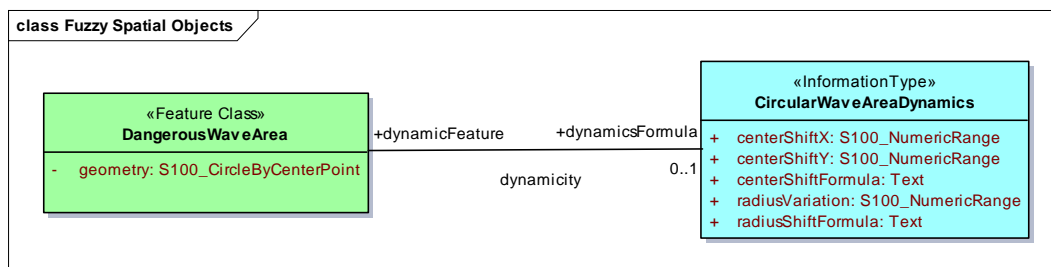 class Fuzzy Spatial Objects
«Feature Class»
DangerousWaveArea
- geometry: S100_CircleByCenterPoint
+dynamicFeature
+dynamicsFormula
0..1
dynamicity
«InformationType»
CircularWaveAreaDynamics
+ centerShiftX: S100_NumericRange
+ centerShiftY: S100_NumericRange
+ centerShiftFormula: Text
+ radiusVariation: S100_NumericRange
+ radiusShiftFormula: Text